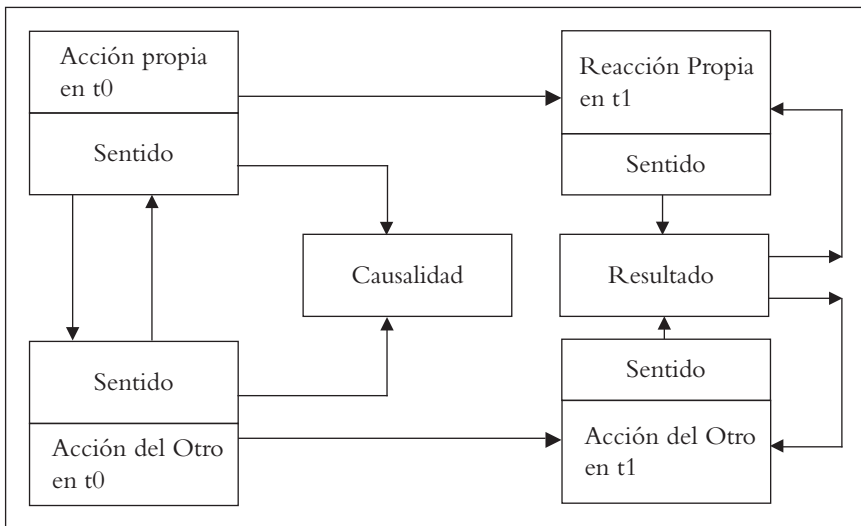 Acción propia
en t0
Sentido
Reacción Propia
en t1
Sentido
Causalidad
Resultado
Sentido
Acción del Otro
en t0
Sentido
Acción del Otro
en t1